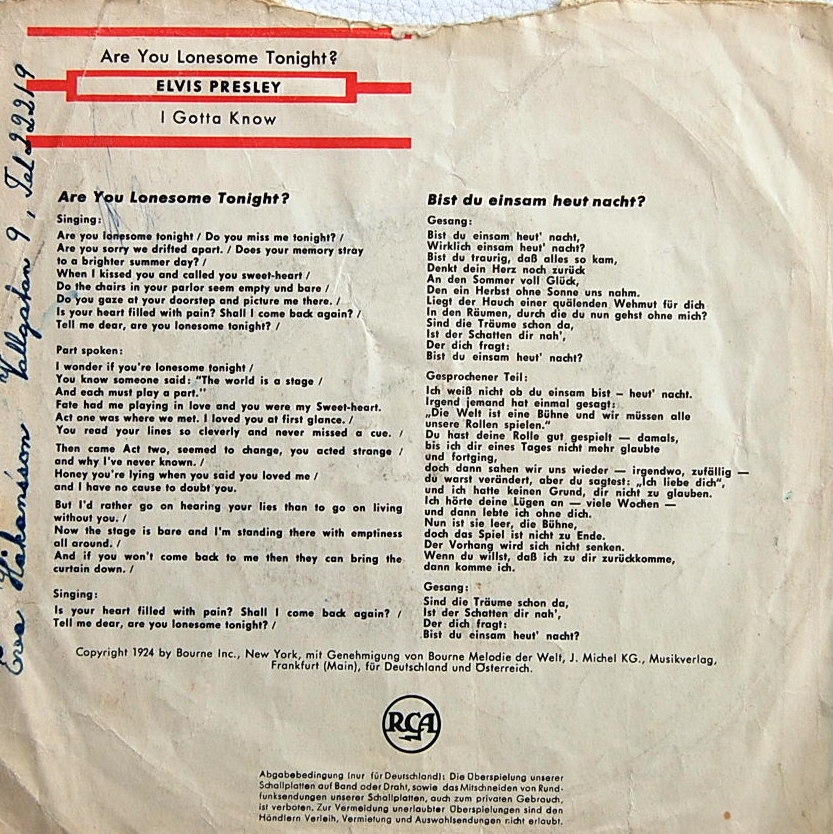 Are You Lonesome Tonight?
ELVIS PRESLEY
I Gotta Know
Eva Håkansson Vallgatan 9, Tel 22219
Are You Lonesome Tonight?
Singing:
Are you lonesome tonight / Do you miss me tonight? /
Are you sorry we drifted apart. / Does your memory stray
to a brighter summer day? /
When I kissed you and called you sweet-heart /
Do the chairs in your parlor seem empty und bare /
Do you gaze at your doorstep and picture me there. /
Is your heart filled with pain? Shall I come back again? /
Tell me dear, are you lonesome tonight? /
Part spoken:
I wonder if you're lonesome tonight /
You know someone said: "The world is a stage /
And each must play a part."
Fate had me playing in love and you were my Sweet-heart.
Act one was where we met. I loved you at first glance. /
You read your lines so cleverly and never missed a cue. /
Then came Act two, seemed to change, you acted strange /
and why I've never known. /
Honey you're lying when you said you loved me /
and I have no cause to doubt you.
But I'd rather go on hearing your lies than to go on living
without you. /
Now the stage is bare and I'm standing there with emptiness
all around. /
And if you won't come back to me then they can bring the
curtain down. /
Singing:
Is your heart filled with pain? Shall I come back again? /
Tell me dear, are you lonesome tonight? /
Bist du einsam heut nacht?
Gesang:
Bist du einsam heut' nacht,
Wirklich einsam heut' nacht?
Bist du traurig, daß alles so kam,
Denkt dein Herz noch zurück
An den Sommer voll Glück,
Den ein Herbst ohne Sonne uns nahm.
Liegt der Hauch einer quälenden Wehmut für dich
In den Räumen, durch die du nun gehst ohne mich?
Sind die Träume schon da,
Ist der Schatten dir nah',
Der dich fragt:
Bist du einsam heut' nacht?
Gesprochener Teil:
Ich weiß nicht ob du einsam bist – heut' nacht.
Irgend jemand hat einmal gesagt:
„Die Welt ist eine Bühne und wir müssen alle
unsere Rollen spielen.“
Du hast deine Rolle gut gespielt — damals,
bis ich dir eines Tages nicht mehr glaubte
und fortging,
doch dann sahen wir uns wieder — irgendwo, zufällig —
du warst verändert, aber du sagtest: „Ich liebe dich“,
und ich hatte keinen Grund, dir nicht zu glauben.
Ich hörte deine Lügen an — viele Wochen —
und dann lebte ich ohne dich.
Nun ist sie leer, die Bühne,
doch das Spiel ist nicht zu Ende.
Der Vorhang wird sich nicht senken.
Wenn du willst, daß ich zu dir zurückkomme,
dann komme ich.
Gesang:
Sind die Träume schon da,
Ist der Schatten dir nah',
Der dich fragt:
Bist du einsam heut' nacht?
Copyright 1924 by Bourne Inc., New York, mit Genehmigung von Bourne Melodie der Welt, J. Michel KG., Musikverlag,
Frankfurt (Main), für Deutschland und Österreich.
RCA
Abgabebedingung (nur für Deutschland): Die Überspielung unserer
Schallplatten auf Band oder Draht, sowie das Mitschneiden von Rund-
funksendungen unserer Schallplatten, auch zum privaten Gebrauch,
ist verboten. Zur Vermeidung unerlaubter Überspielungen sind den
Händlern Verleih, Vermietung und Auswahlsendungen nicht erlaubt.